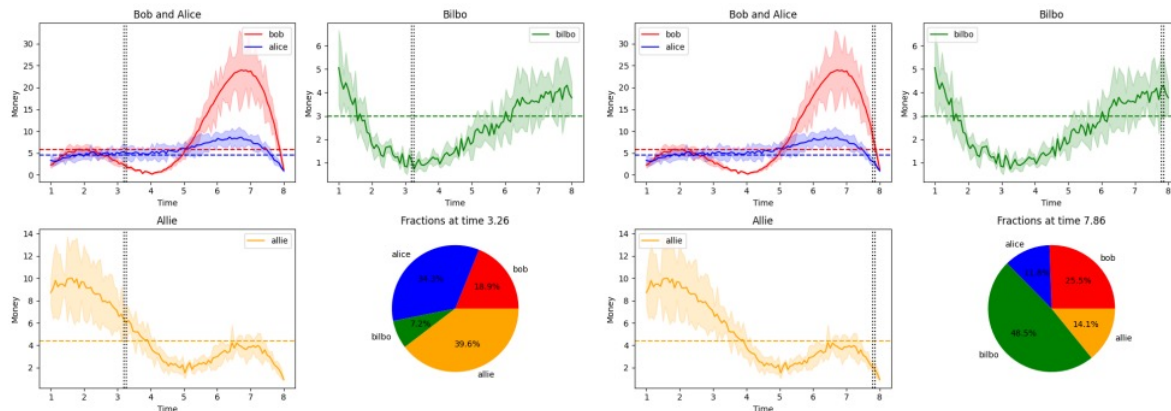 Bob and Alice
bob
alice
30
25
20
15
10
5
0
Money
1 2 3 4 5 6 7 8
Time
Bilbo
bilbo
6
5
4
3
2
1
Money
1 2 3 4 5 6 7 8
Time
Bob and Alice
bob
alice
30
25
20
15
10
5
0
Money
1 2 3 4 5 6 7 8
Time
Bilbo
bilbo
6
5
4
3
2
1
Money
1 2 3 4 5 6 7 8
Time
Allie
allie
14
12
10
8
6
4
2
Money
1 2 3 4 5 6 7 8
Time
Fractions at time 3.26
alice
bob
18.9%
bilbo
7.2%
39.6%
allie
Allie
allie
14
12
10
8
6
4
2
Money
1 2 3 4 5 6 7 8
Time
Fractions at time 7.86
alice
bob
25.5%
48.5%
bilbo
14.1%
allie